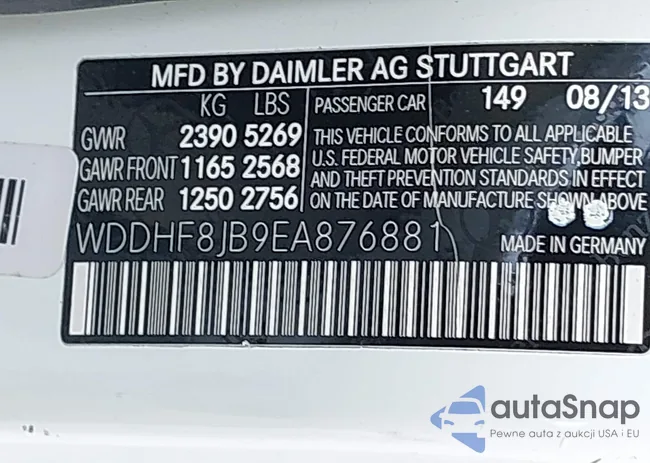 MFD BY DAIMLER AG STUTTGART
KG LBS PASSENGER CAR 149 08/13
GVWR 2390 5269 THIS VEHICLE CONFORMS TO ALL APPLICABLE
GAWR FRONT 1165 2568 U.S. FEDERAL MOTOR VEHICLE SAFETY,BUMPER
GAWR REAR 1250 2756 AND THEFT PREVENTION STANDARDS IN EFFECT
ON THE DATE OF MANUFACTURE SHOWN ABOVE
WDDHF8JB9EA876881 MADE IN GERMANY
autaSnap
Pewne auta z aukcji USA i EU